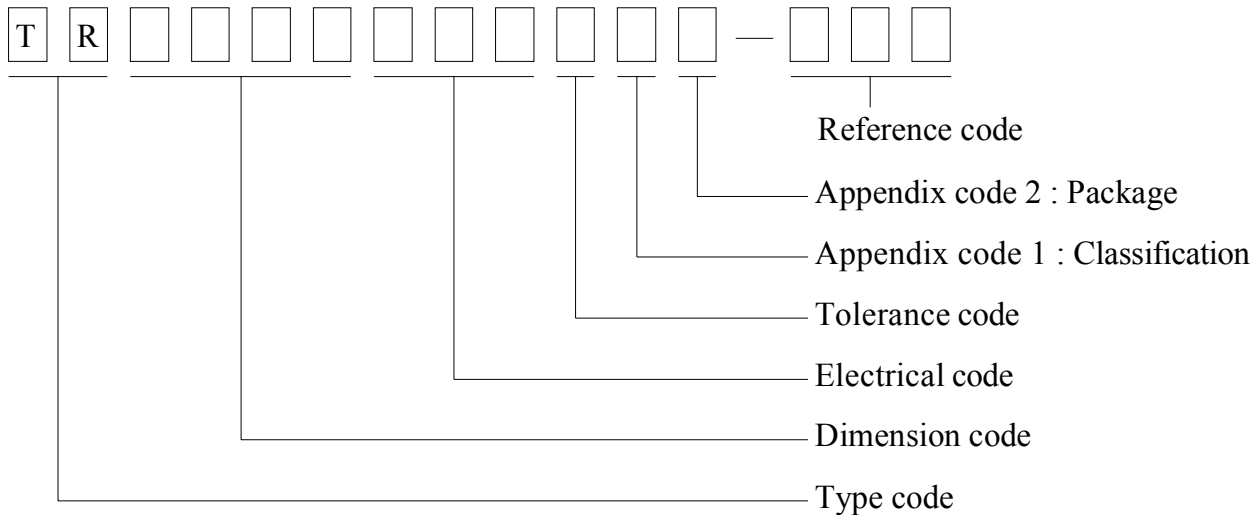 T R —
Reference code
Appendix code 2 : Package
Appendix code 1 : Classification
Tolerance code
Electrical code
Dimension code
Type code